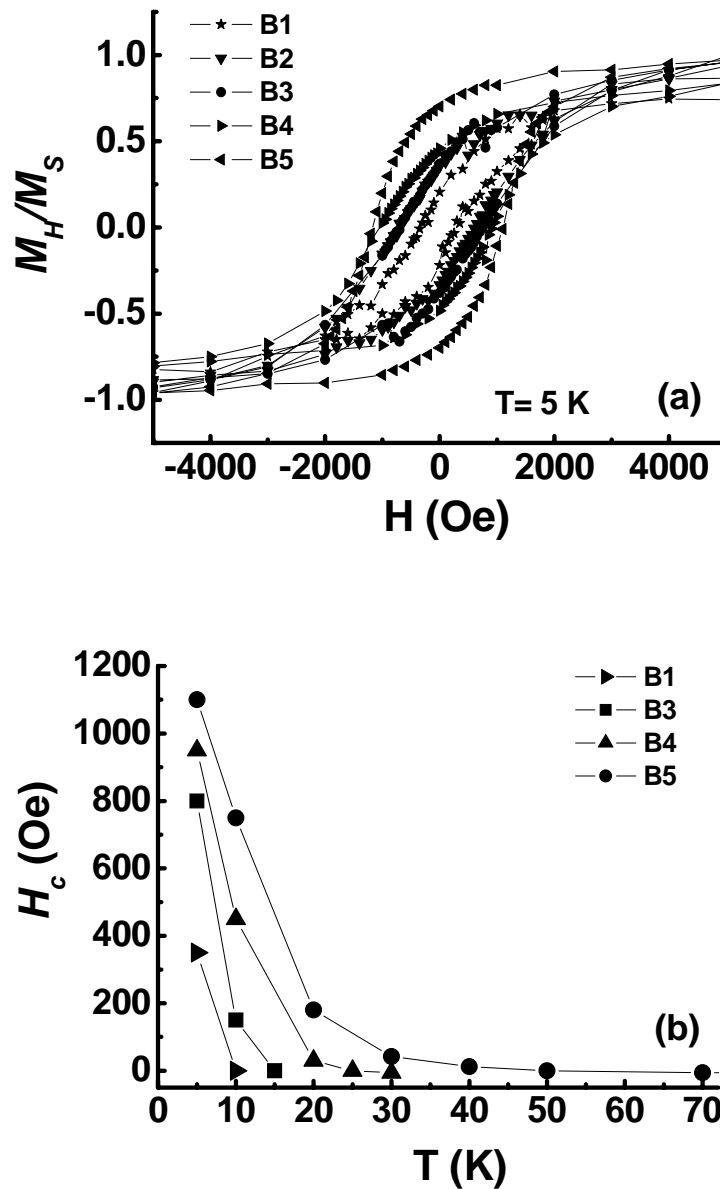 B1
B2
B3
B4
B5
1.0
0.5
0.0
-0.5
-1.0
M_H/M_S
T= 5 K
(a)
-4000 -2000 0 2000 4000
H (Oe)
1200
1000
800
600
400
200
0
H_c (Oe)
B1
B3
B4
B5
(b)
0 10 20 30 40 50 60 70
T (K)